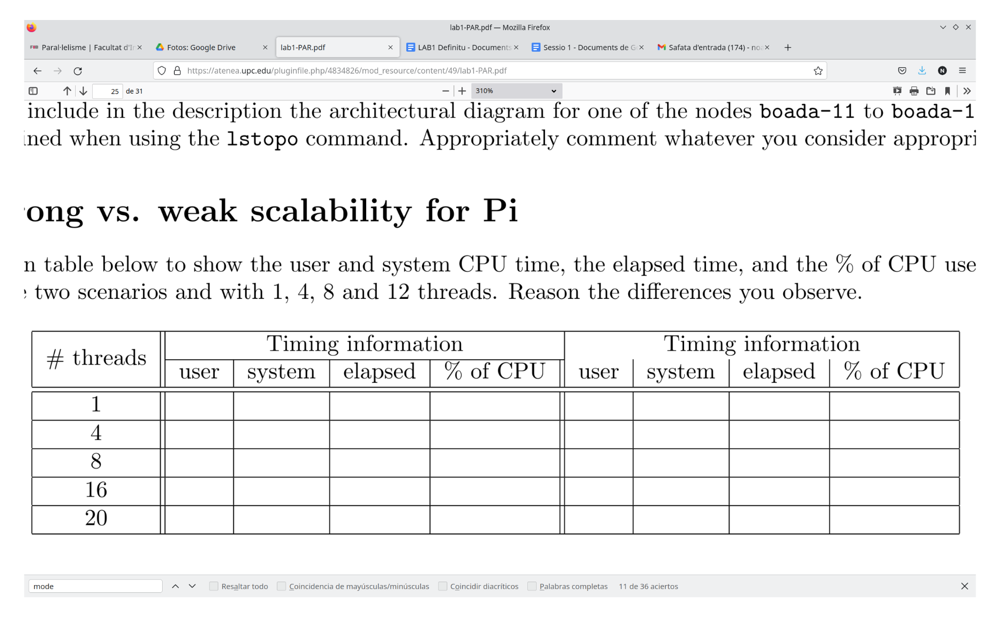 lab1-PAR.pdf — Mozilla Firefox
FIB Paral·lelisme | Facultat d'In
Fotos: Google Drive
lab1-PAR.pdf
LAB1 Definitu - Documents
Sessio 1 - Documents de G
Safata d'entrada (174) - noa
https://atenea.upc.edu/pluginfile.php/4834826/mod_resource/content/49/lab1-PAR.pdf
N
25 de 31
310%
include in the description the architectural diagram for one of the nodes boada-11 to boada-1
ined when using the lstopo command. Appropriately comment whatever you consider appropri
ong vs. weak scalability for Pi
n table below to show the user and system CPU time, the elapsed time, and the % of CPU use
two scenarios and with 1, 4, 8 and 12 threads. Reason the differences you observe.
# threads
Timing information
Timing information
user system elapsed % of CPU user system elapsed % of CPU
1
4
8
16
20
mode
Resaltar todo
Coincidencia de mayúsculas/minúsculas
Coincidir diacríticos
Palabras completas
11 de 36 aciertos